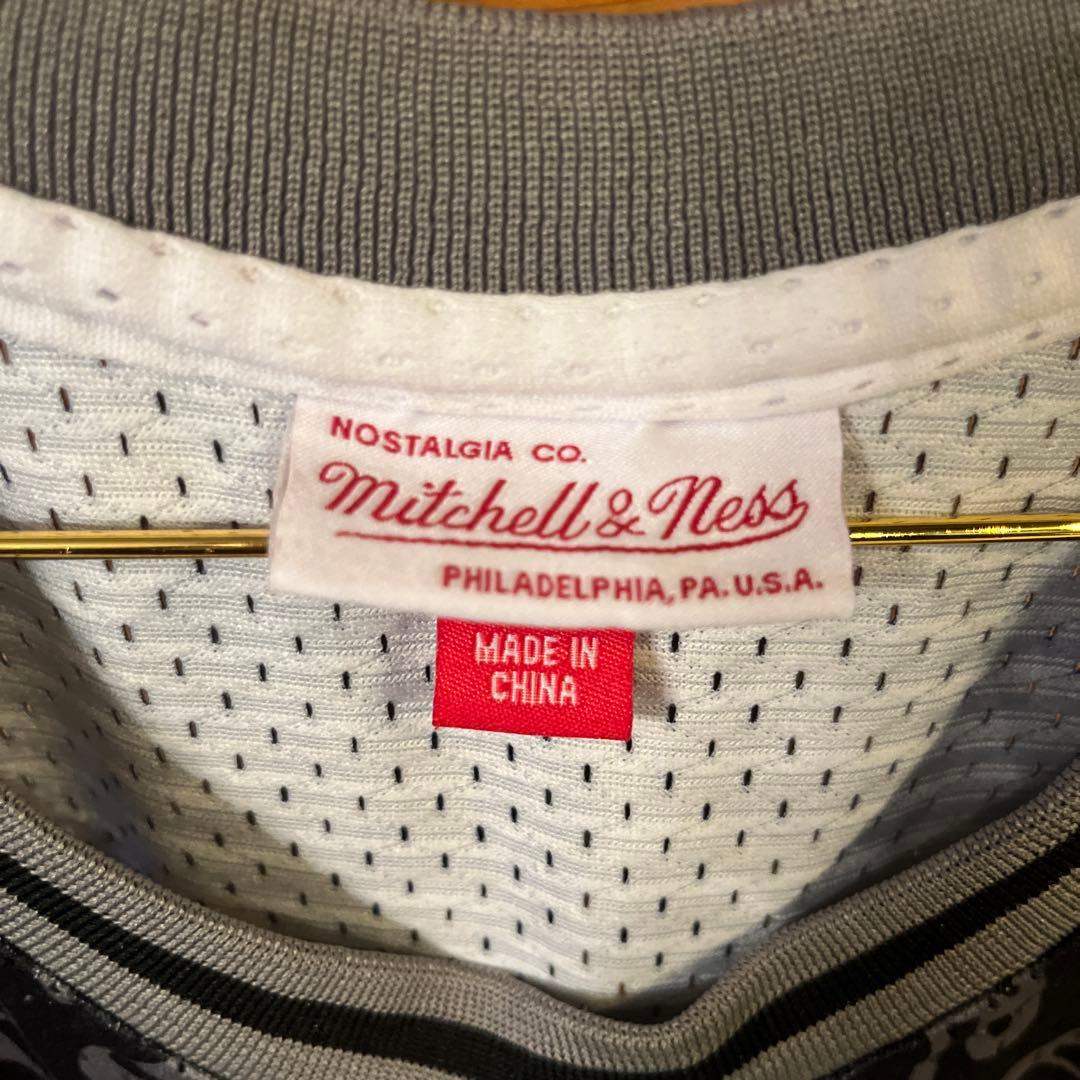 NOSTALGIA CO.
Mitchell & Ness
PHILADELPHIA, PA. U.S.A.
MADE IN
CHINA